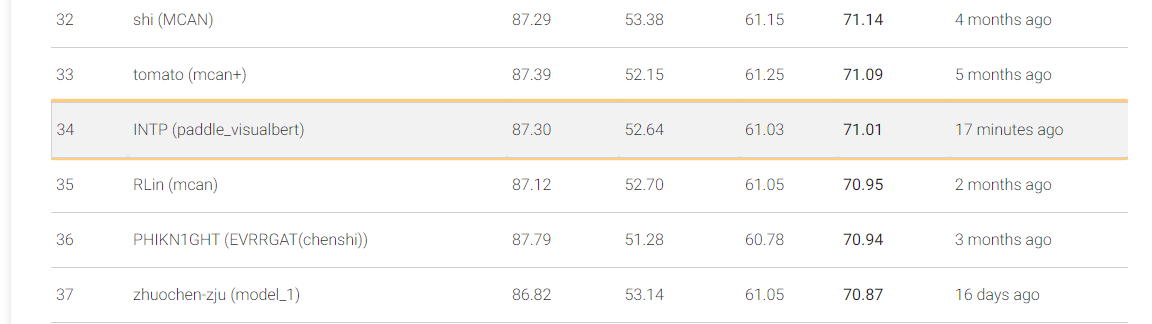 32 shi (MCAN) 87.29 53.38 61.15 71.14 4 months ago
33 tomato (mcan+) 87.39 52.15 61.25 71.09 5 months ago
34 INTP (paddle_visualbert) 87.30 52.64 61.03 71.01 17 minutes ago
35 RLin (mcan) 87.12 52.70 61.05 70.95 2 months ago
36 PHIKN1GHT (EVRRGAT(chenshi)) 87.79 51.28 60.78 70.94 3 months ago
37 zhuochen-zju (model_1) 86.82 53.14 61.05 70.87 16 days ago